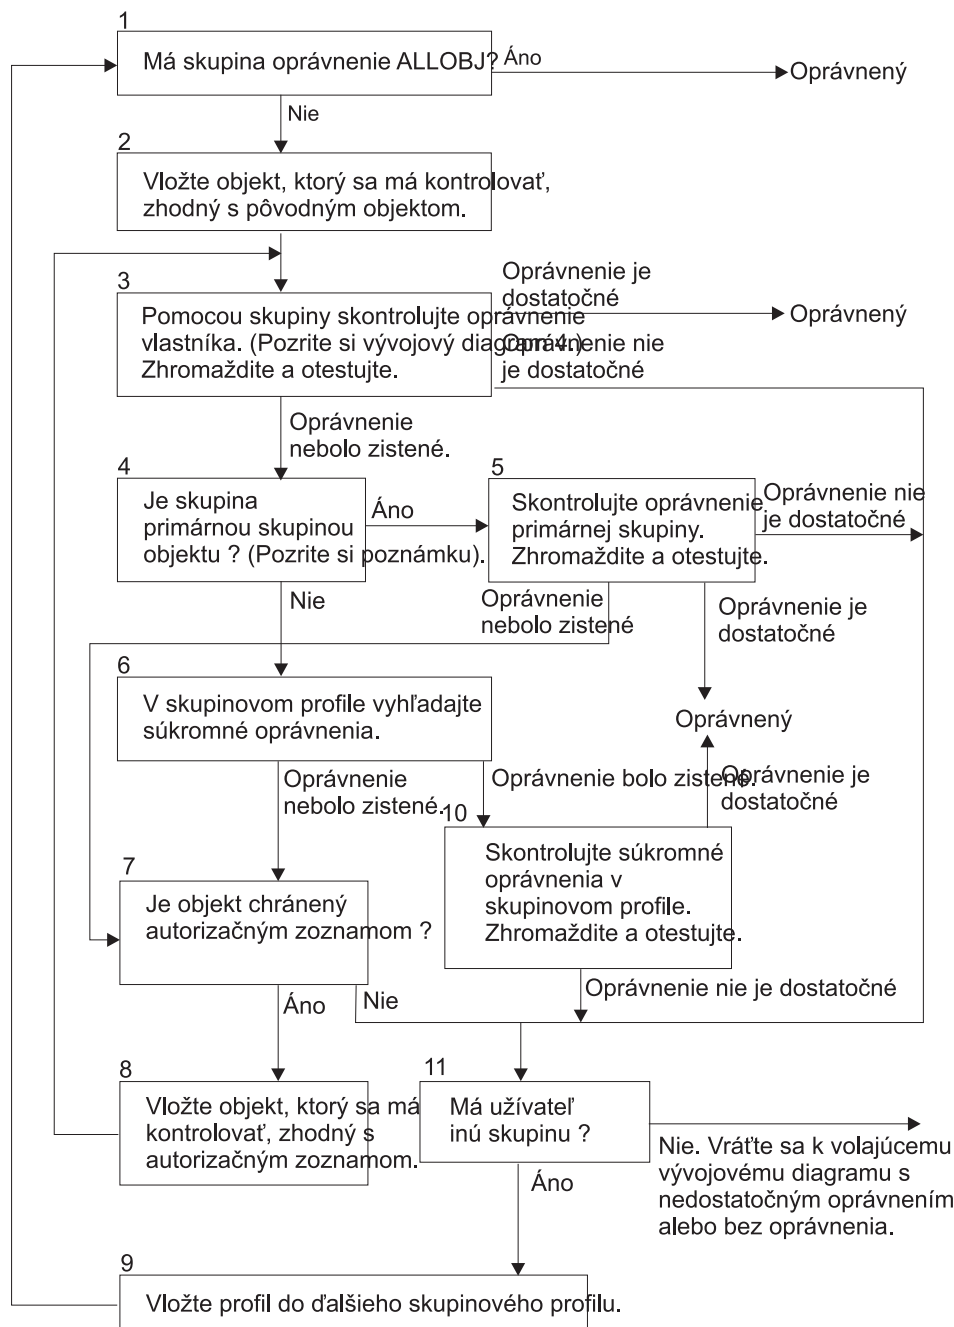 1
Má skupina oprávnenie ALLOBJ?
Áno
Oprávnený
Nie
2
Vložte objekt, ktorý sa má kontrolovať,
zhodný s pôvodným objektom.
3
Pomocou skupiny skontrolujte oprávnenie
vlastníka. (Pozrite si vývojový diagram 4.)
Zhromaždite a otestujte.
Oprávnenie je
dostatočné
Oprávnený
Oprávnenie nie
je dostatočné
Oprávnenie
nebolo zistené.
4
Je skupina
primárnou skupinou
objektu ? (Pozrite si poznámku).
Áno
5
Skontrolujte oprávnenie
primárnej skupiny.
Zhromaždite a otestujte.
Oprávnenie nie
je dostatočné
Nie
Oprávnenie
nebolo zistené
Oprávnenie je
dostatočné
6
V skupinovom profile vyhľadajte
súkromné oprávnenia.
Oprávnený
Oprávnenie
nebolo zistené.
Oprávnenie bolo zistené.
Oprávnenie je
dostatočné
10
Skontrolujte súkromné
oprávnenia v
skupinovom profile.
Zhromaždite a otestujte.
7
Je objekt chránený
autorizačným zoznamom ?
Oprávnenie nie je dostatočné
Áno
Nie
8
Vložte objekt, ktorý sa má
kontrolovať, zhodný s
autorizačným zoznamom.
11
Má užívateľ
inú skupinu ?
Nie. Vráťte sa k volajúcemu
vývojovému diagramu s
nedostatočným oprávnením
alebo bez oprávnenia.
Áno
9
Vložte profil do ďalšieho skupinového profilu.